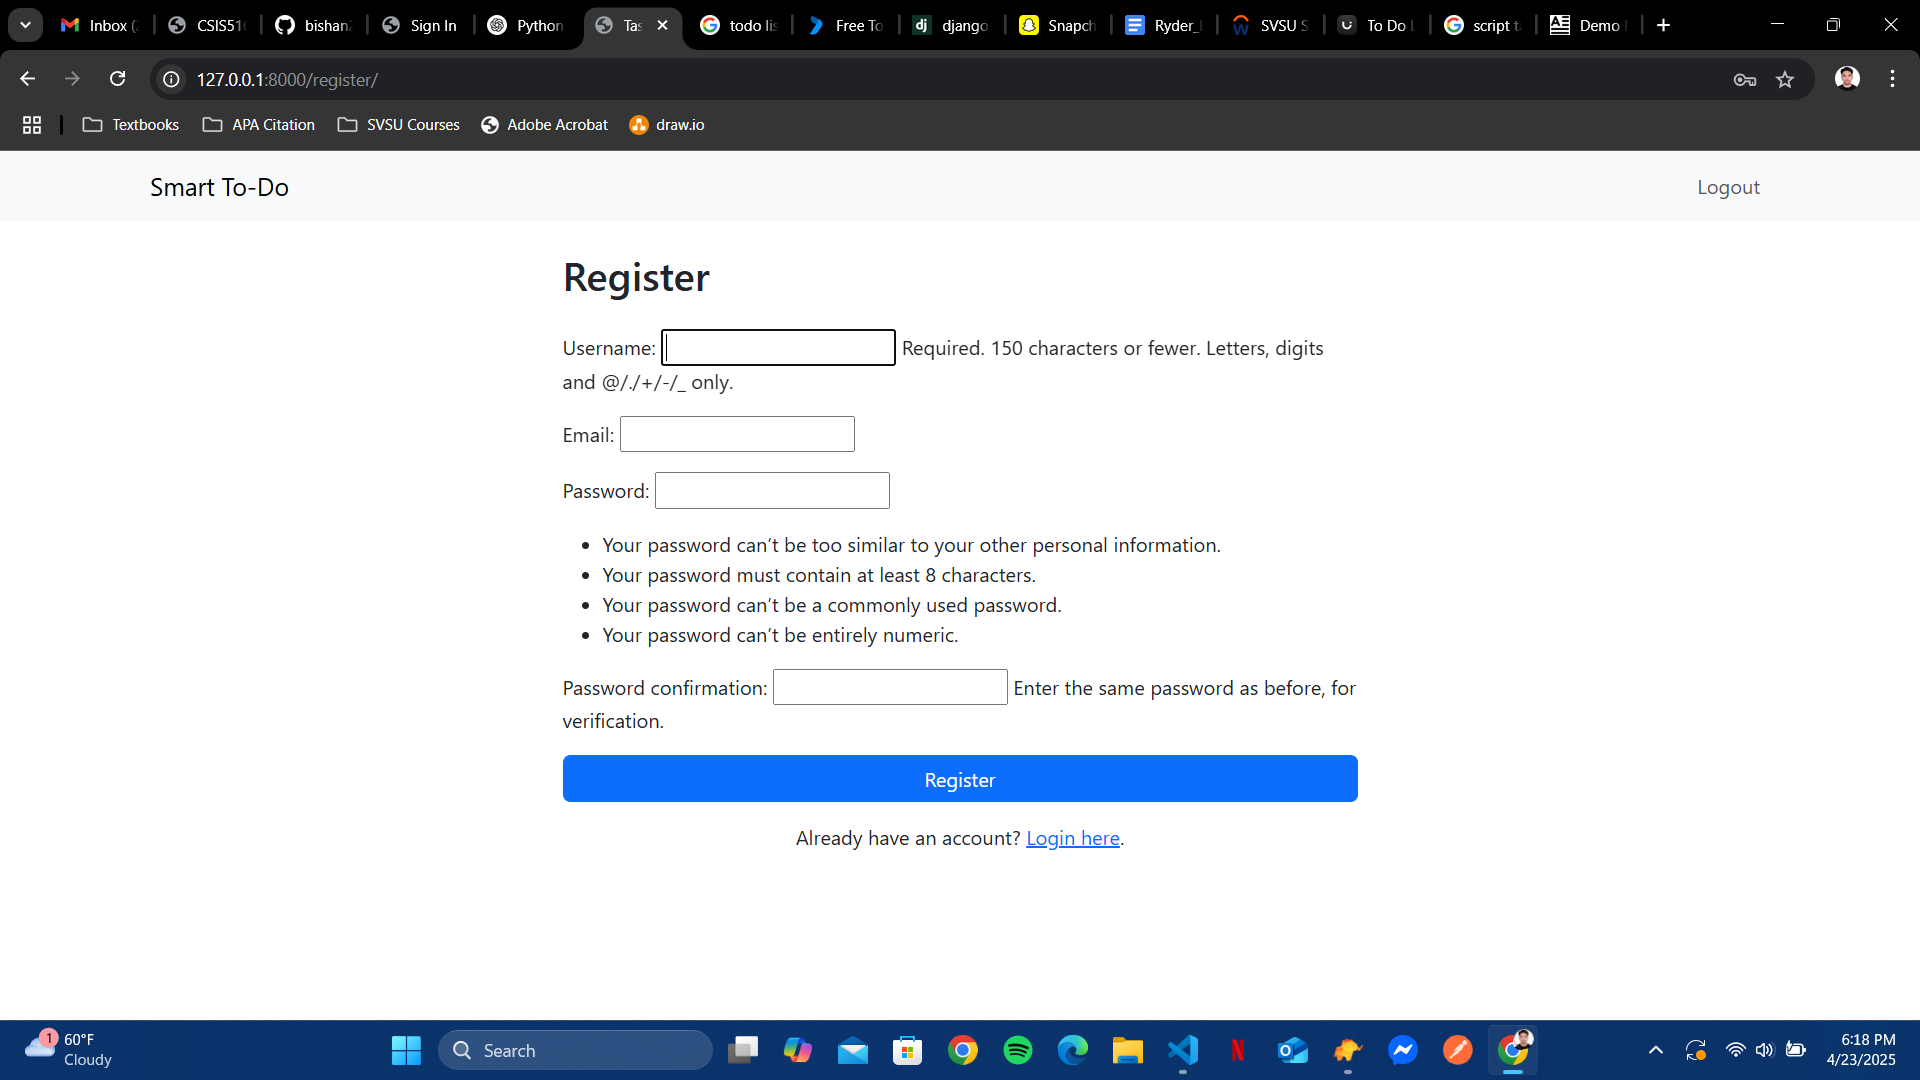 Inbox (
CSIS51
bishan
Sign In
Python
Tas
todo lis
Free To
django
Snapch
Ryder_
SVSU S
To Do L
script t
Demo
127.0.0.1:8000/register/
Textbooks
APA Citation
SVSU Courses
Adobe Acrobat
draw.io
Smart To-Do
Logout
Register
Username: Required. 150 characters or fewer. Letters, digits
and @/./+/-/_ only.
Email:
Password:
Your password can’t be too similar to your other personal information.
Your password must contain at least 8 characters.
Your password can’t be a commonly used password.
Your password can’t be entirely numeric.
Password confirmation: Enter the same password as before, for
verification.
Register
Already have an account? Login here.
1
60°F
Cloudy
Search
6:18 PM
4/23/2025